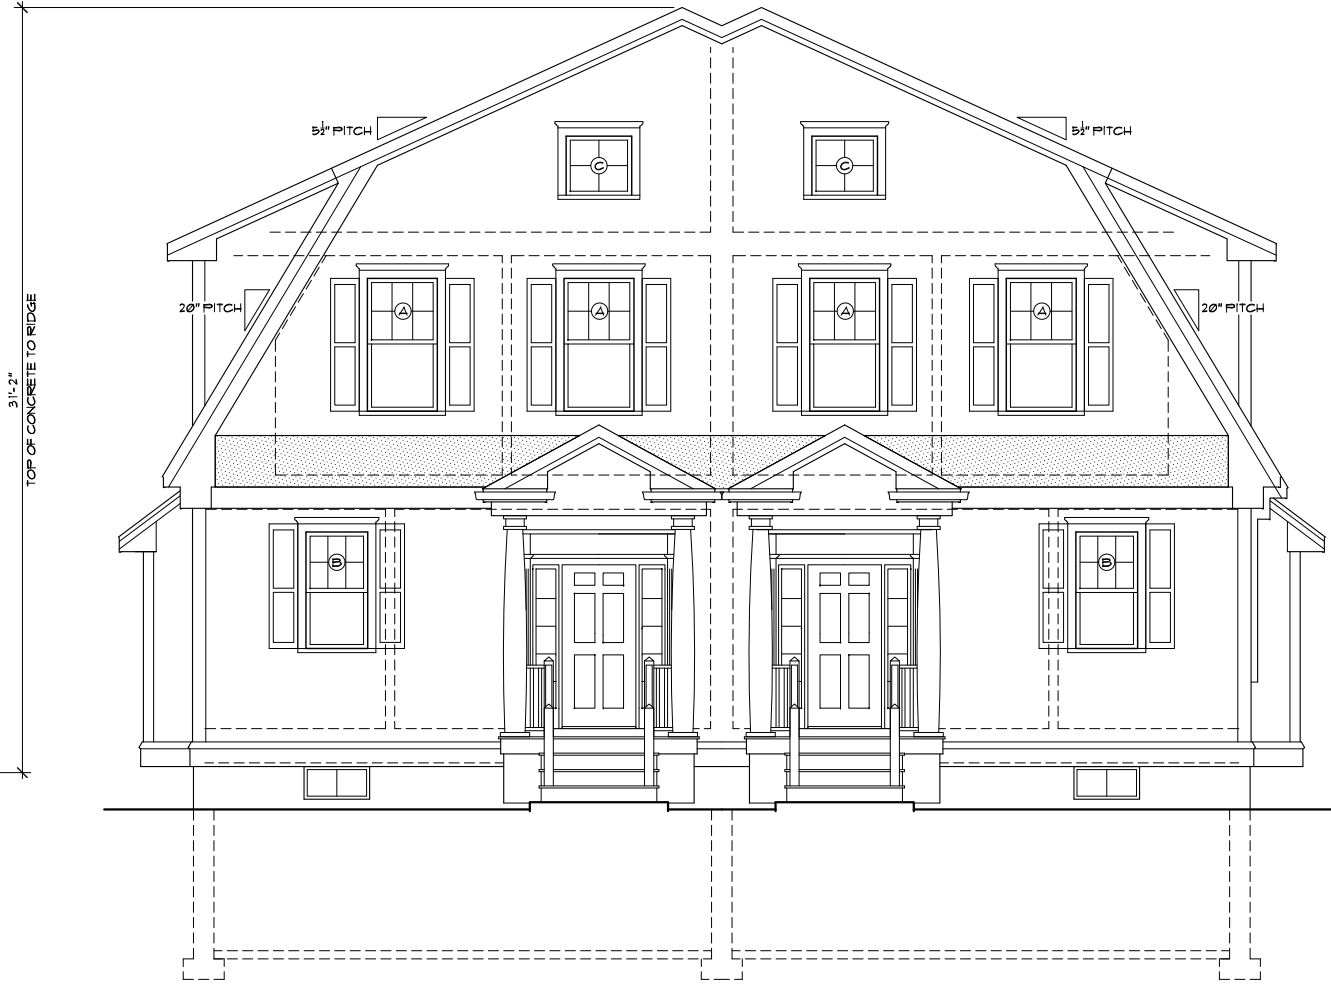 5½" PITCH
5½" PITCH
C
C
20" PITCH
20" PITCH
A
A
A
A
31'-2"
TOP OF CONCRETE TO RIDGE
B
B